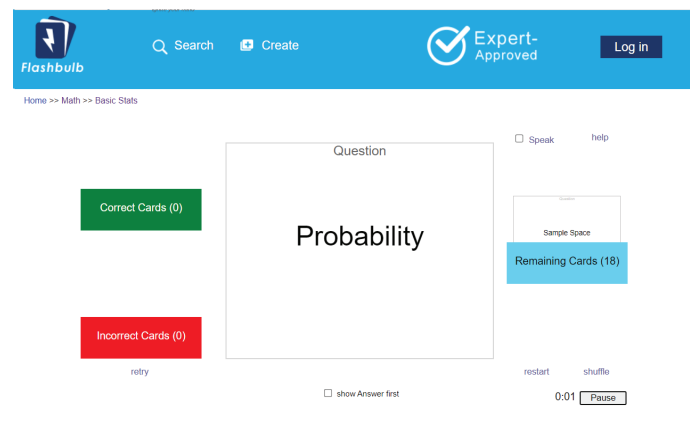 Flashbulb
Search
Create
Expert-
Approved
Log in
Home >> Math >> Basic Stats
Question
Probability
Correct Cards (0)
Incorrect Cards (0)
retry
show Answer first
Speak
help
Question
Sample Space
Remaining Cards (18)
restart
shuffle
0:01
Pause